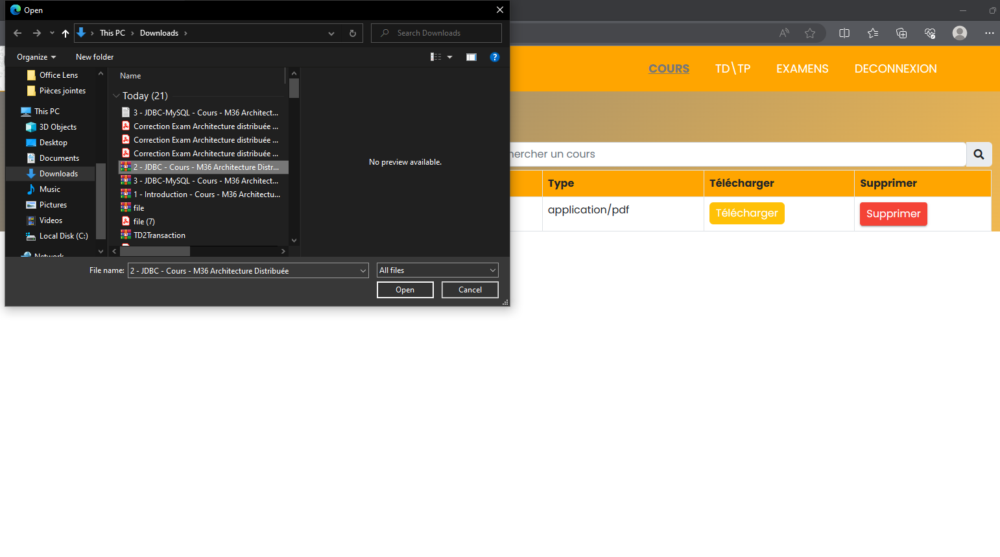 Open
This PC
Downloads
Search Downloads
Organize
New folder
Office Lens
Pièces jointes
This PC
3D Objects
Desktop
Documents
Downloads
Music
Pictures
Videos
Local Disk (C:)
Network
Name
Today (21)
3 - JDBC-MySQL - Cours - M36 Architect...
Correction Exam Architecture distribuée ...
Correction Exam Architecture distribuée ...
Correction Exam Architecture distribuée ...
2 - JDBC - Cours - M36 Architecture Distr...
3 - JDBC-MySQL - Cours - M36 Architect...
1 - Introduction - Cours - M36 Architectu...
file
file (7)
TD2Transaction
No preview available.
File name: 2 - JDBC - Cours - M36 Architecture Distribuée
All files
Open Cancel
COURS TD\TP EXAMENS DECONNEXION
hercher un cours
Type Télécharger Supprimer
application/pdf Télécharger Supprimer